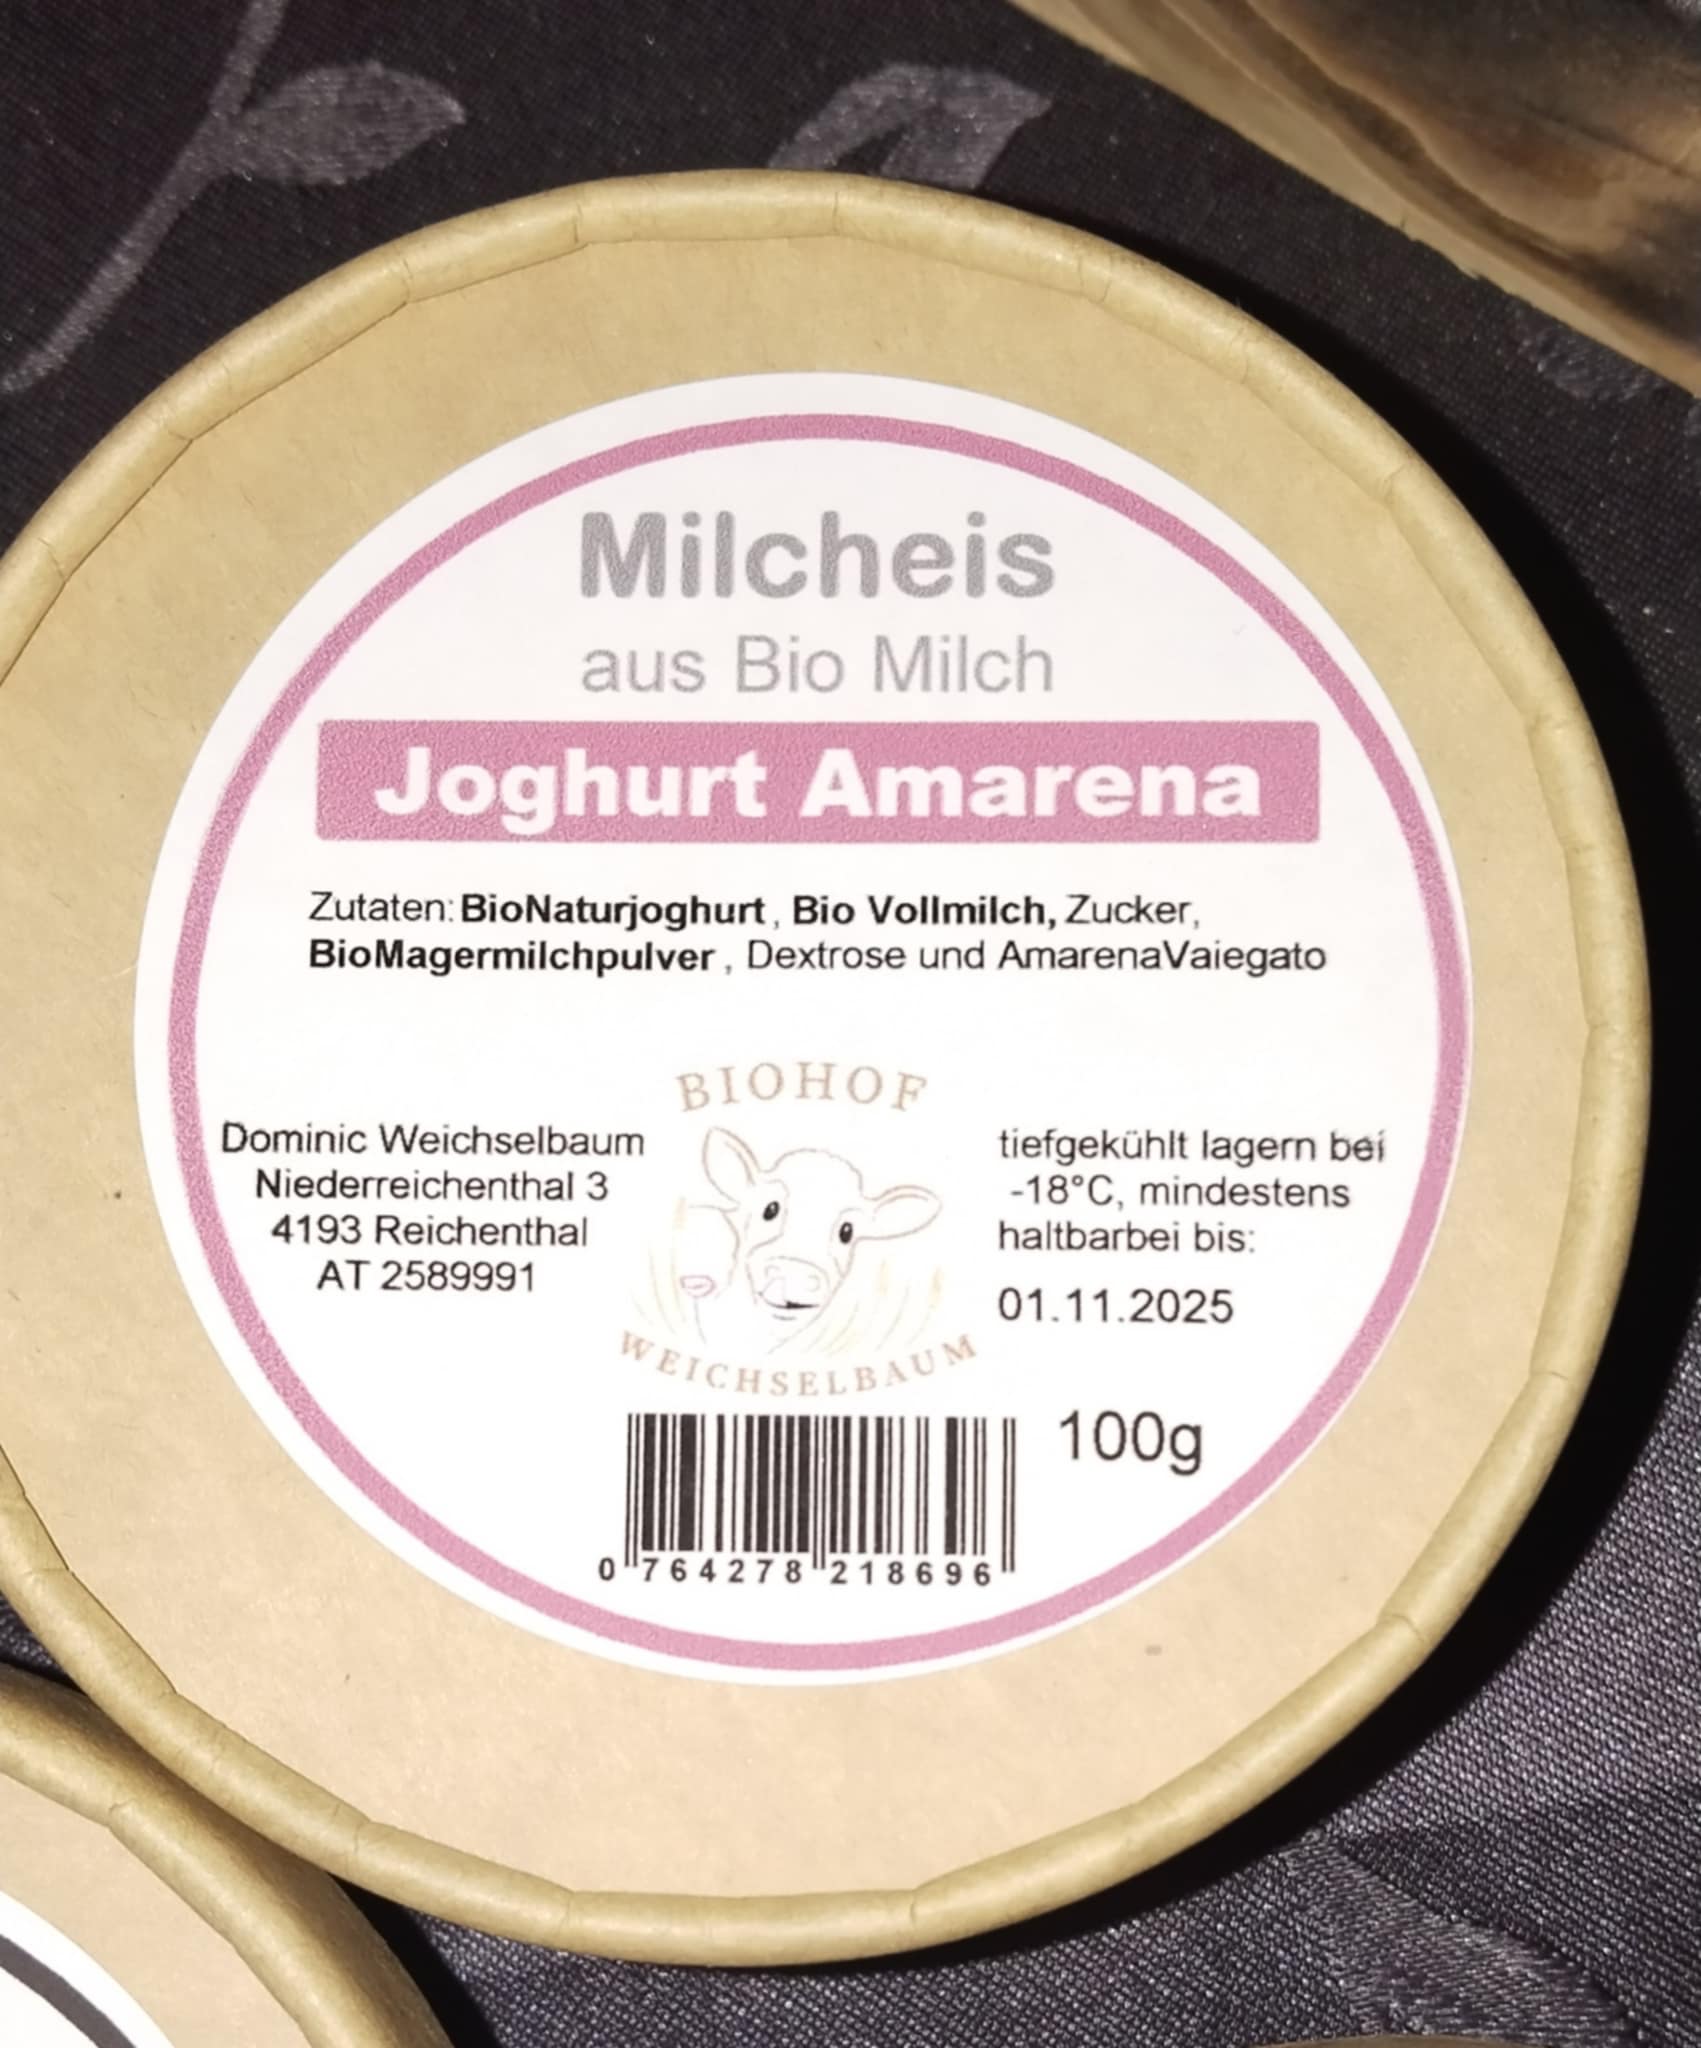 Milcheis
aus Bio Milch
Joghurt Amarena
Zutaten: BioNaturjoghurt , Bio Vollmilch, Zucker,
BioMagermilchpulver , Dextrose und AmarenaVaiegato
BIOHOF
WEICHSELBAUM
Dominic Weichselbaum
Niederreichenthal 3
4193 Reichenthal
AT 2589991
tiefgekühlt lagern bei
-18°C, mindestens
haltbarbei bis:
01.11.2025
100g
0 764278 218696